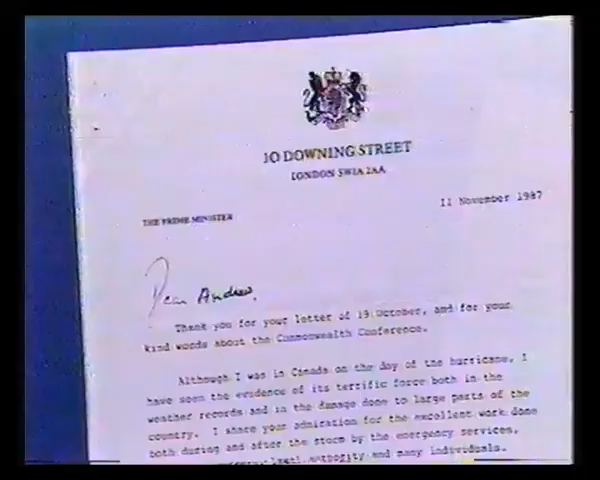 10 DOWNING STREET
LONDON SW1A 2AA
11 November 1987
THE PRIME MINISTER
Dear Andrew,
Thank you for your letter of 19 October, and for your
kind words about the Commonwealth Conference.
Although I was in Canada on the day of the hurricane, I
have seen the evidence of its terrific force both in the
weather records and in the damage done to large parts of the
country. I share your admiration for the excellent work done
both during and after the storm by the emergency services,
authority and many individuals.